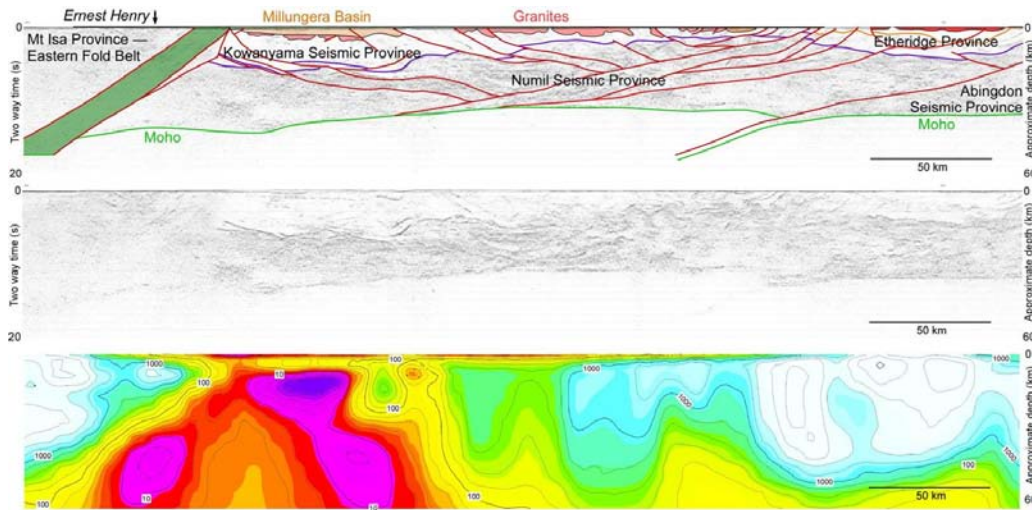 Ernest Henry
Millungera Basin
Granites
0
0
Mt Isa Province —
Eastern Fold Belt
Kowanyama Seismic Province
Numil Seismic Province
Etheridge Province
Abingdon
Seismic Province
Moho
Moho
Two way time (s)
Approximate depth (km)
50 km
20
60
0
0
Two way time (s)
Approximate depth (km)
50 km
20
60
0
1000
100
10
100
1000
1000
100
1000
1000
100
1000
100
10
10
100
1000
100
Approximate depth (km)
50 km
60